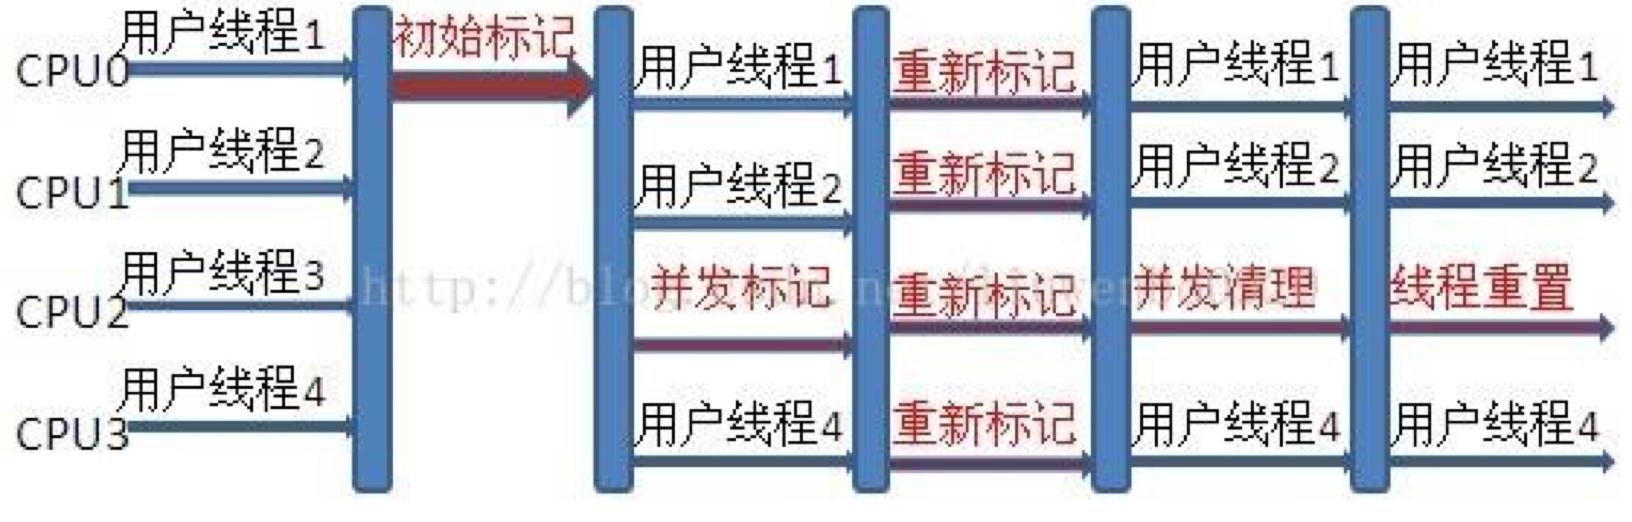 用户线程1 初始标记
CPU0 用户线程1 重新标记 用户线程1 用户线程1
用户线程2
CPU1 用户线程2 重新标记 用户线程2 用户线程2
用户线程3
CPU2 并发标记 重新标记 并发清理 线程重置
用户线程4
CPU3 用户线程4 重新标记 用户线程4 用户线程4